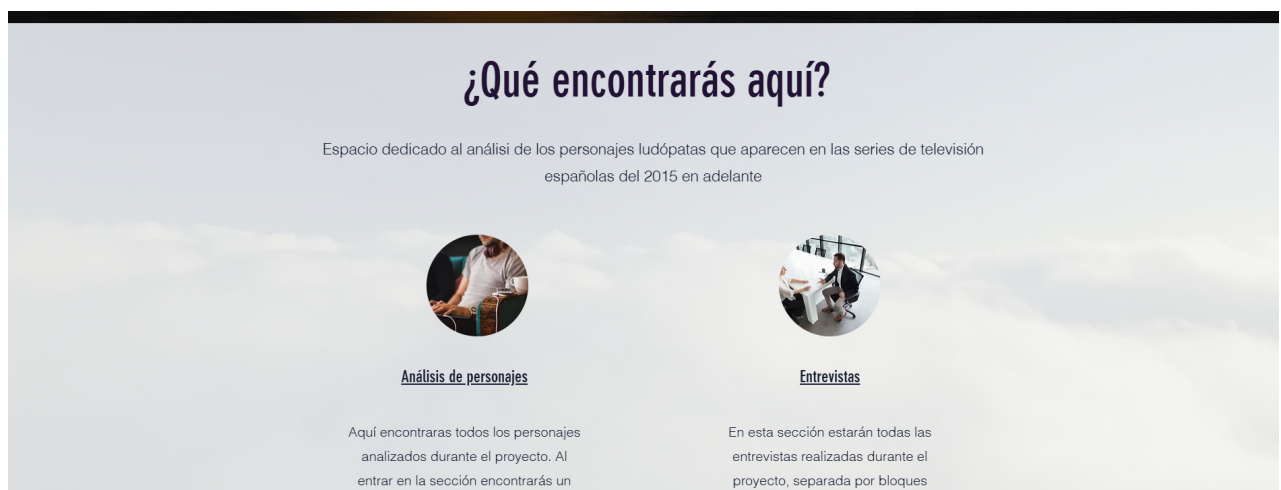 ¿Qué encontrarás aquí?
Espacio dedicado al análisi de los personajes ludópatas que aparecen en las series de televisión
españolas del 2015 en adelante
Análisis de personajes
Aquí encontraras todos los personajes
analizados durante el proyecto. Al
entrar en la sección encontrarás un
Entrevistas
En esta sección estarán todas las
entrevistas realizadas durante el
proyecto, separada por bloques